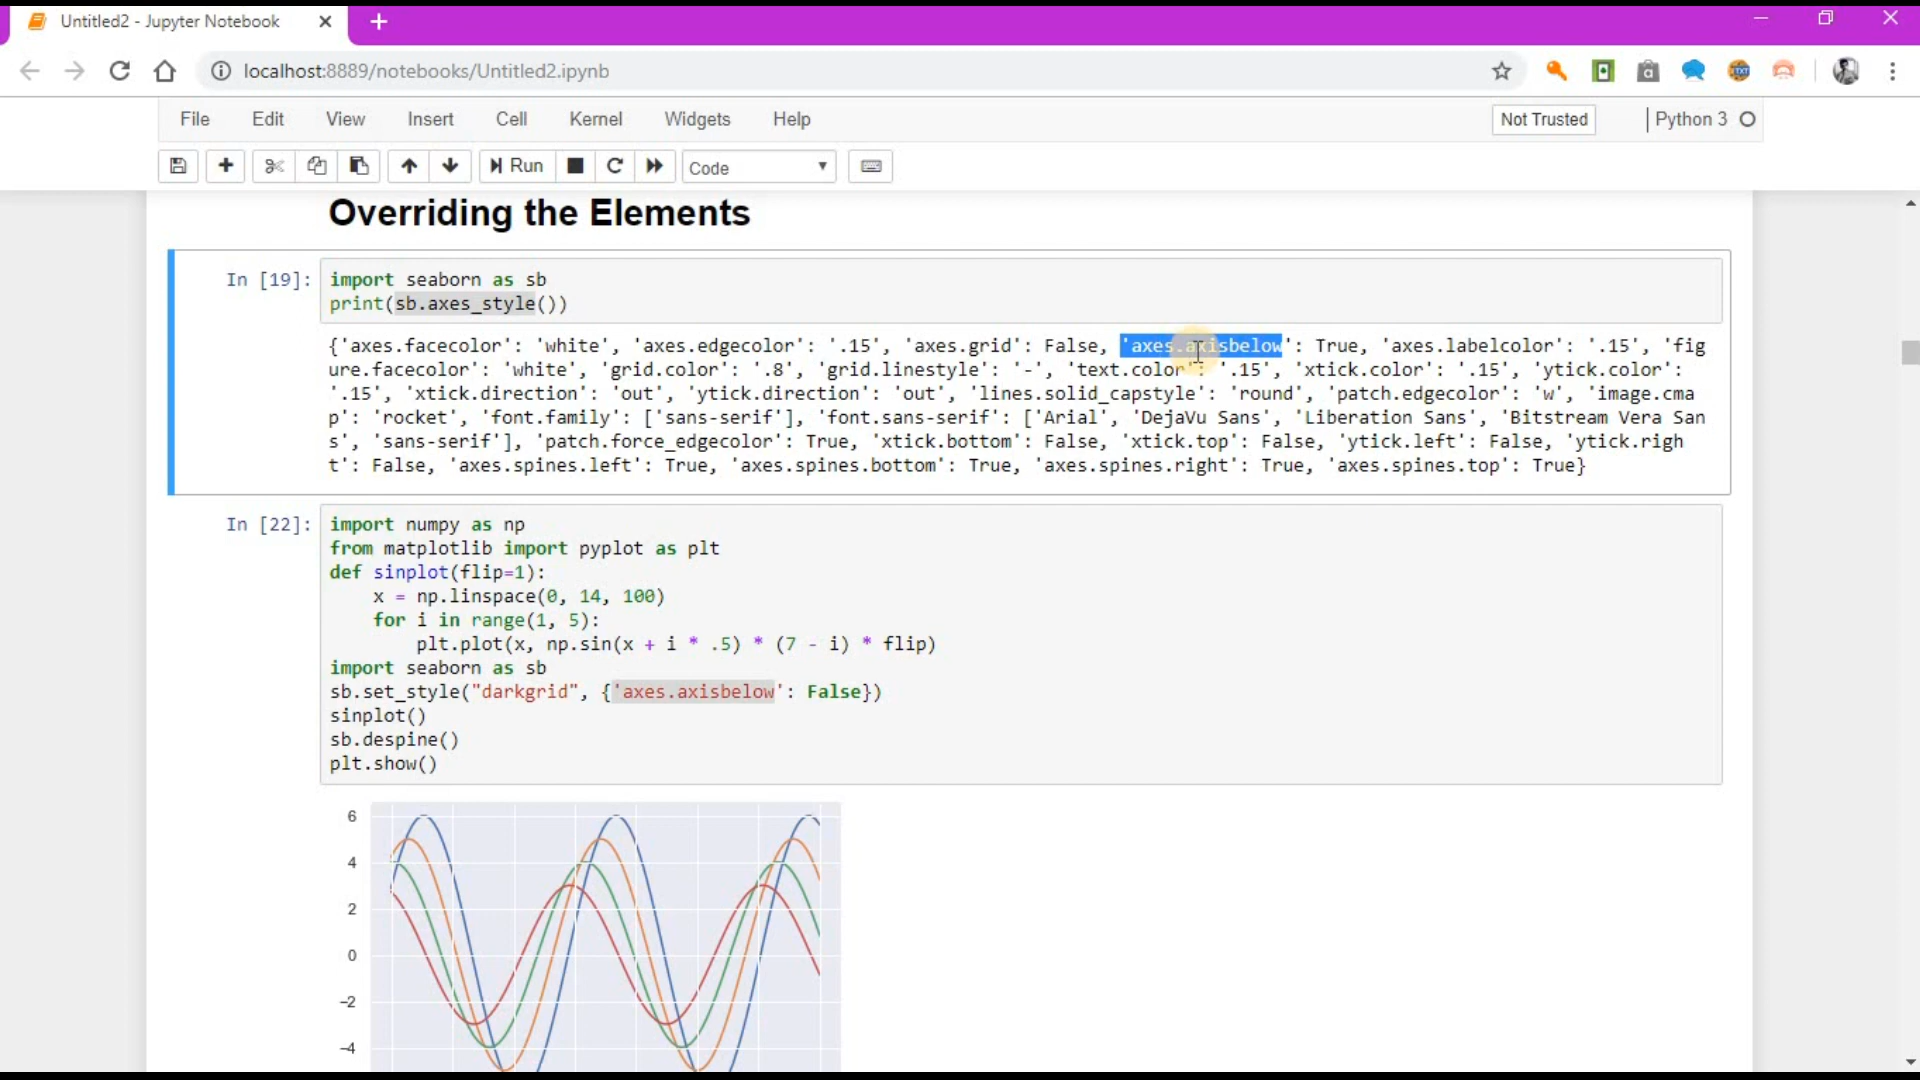 Untitled2 - Jupyter Notebook
localhost:8889/notebooks/Untitled2.ipynb
File Edit View Insert Cell Kernel Widgets Help Not Trusted Python 3
Run Code
Overriding the Elements
In [19]:
import seaborn as sb
print(sb.axes_style())
{'axes.facecolor': 'white', 'axes.edgecolor': '.15', 'axes.grid': False, 'axes.axisbelow': True, 'axes.labelcolor': '.15', 'fig
ure.facecolor': 'white', 'grid.color': '.8', 'grid.linestyle': '-', 'text.color': '.15', 'xtick.color': '.15', 'ytick.color':
'.15', 'xtick.direction': 'out', 'ytick.direction': 'out', 'lines.solid_capstyle': 'round', 'patch.edgecolor': 'w', 'image.cma
p': 'rocket', 'font.family': ['sans-serif'], 'font.sans-serif': ['Arial', 'DejaVu Sans', 'Liberation Sans', 'Bitstream Vera San
s', 'sans-serif'], 'patch.force_edgecolor': True, 'xtick.bottom': False, 'xtick.top': False, 'ytick.left': False, 'ytick.righ
t': False, 'axes.spines.left': True, 'axes.spines.bottom': True, 'axes.spines.right': True, 'axes.spines.top': True}
In [22]:
import numpy as np
from matplotlib import pyplot as plt
def sinplot(flip=1):
    x = np.linspace(0, 14, 100)
    for i in range(1, 5):
        plt.plot(x, np.sin(x + i * .5) * (7 - i) * flip)
import seaborn as sb
sb.set_style("darkgrid", {'axes.axisbelow': False})
sinplot()
sb.despine()
plt.show()
6
4
2
0
−2
−4